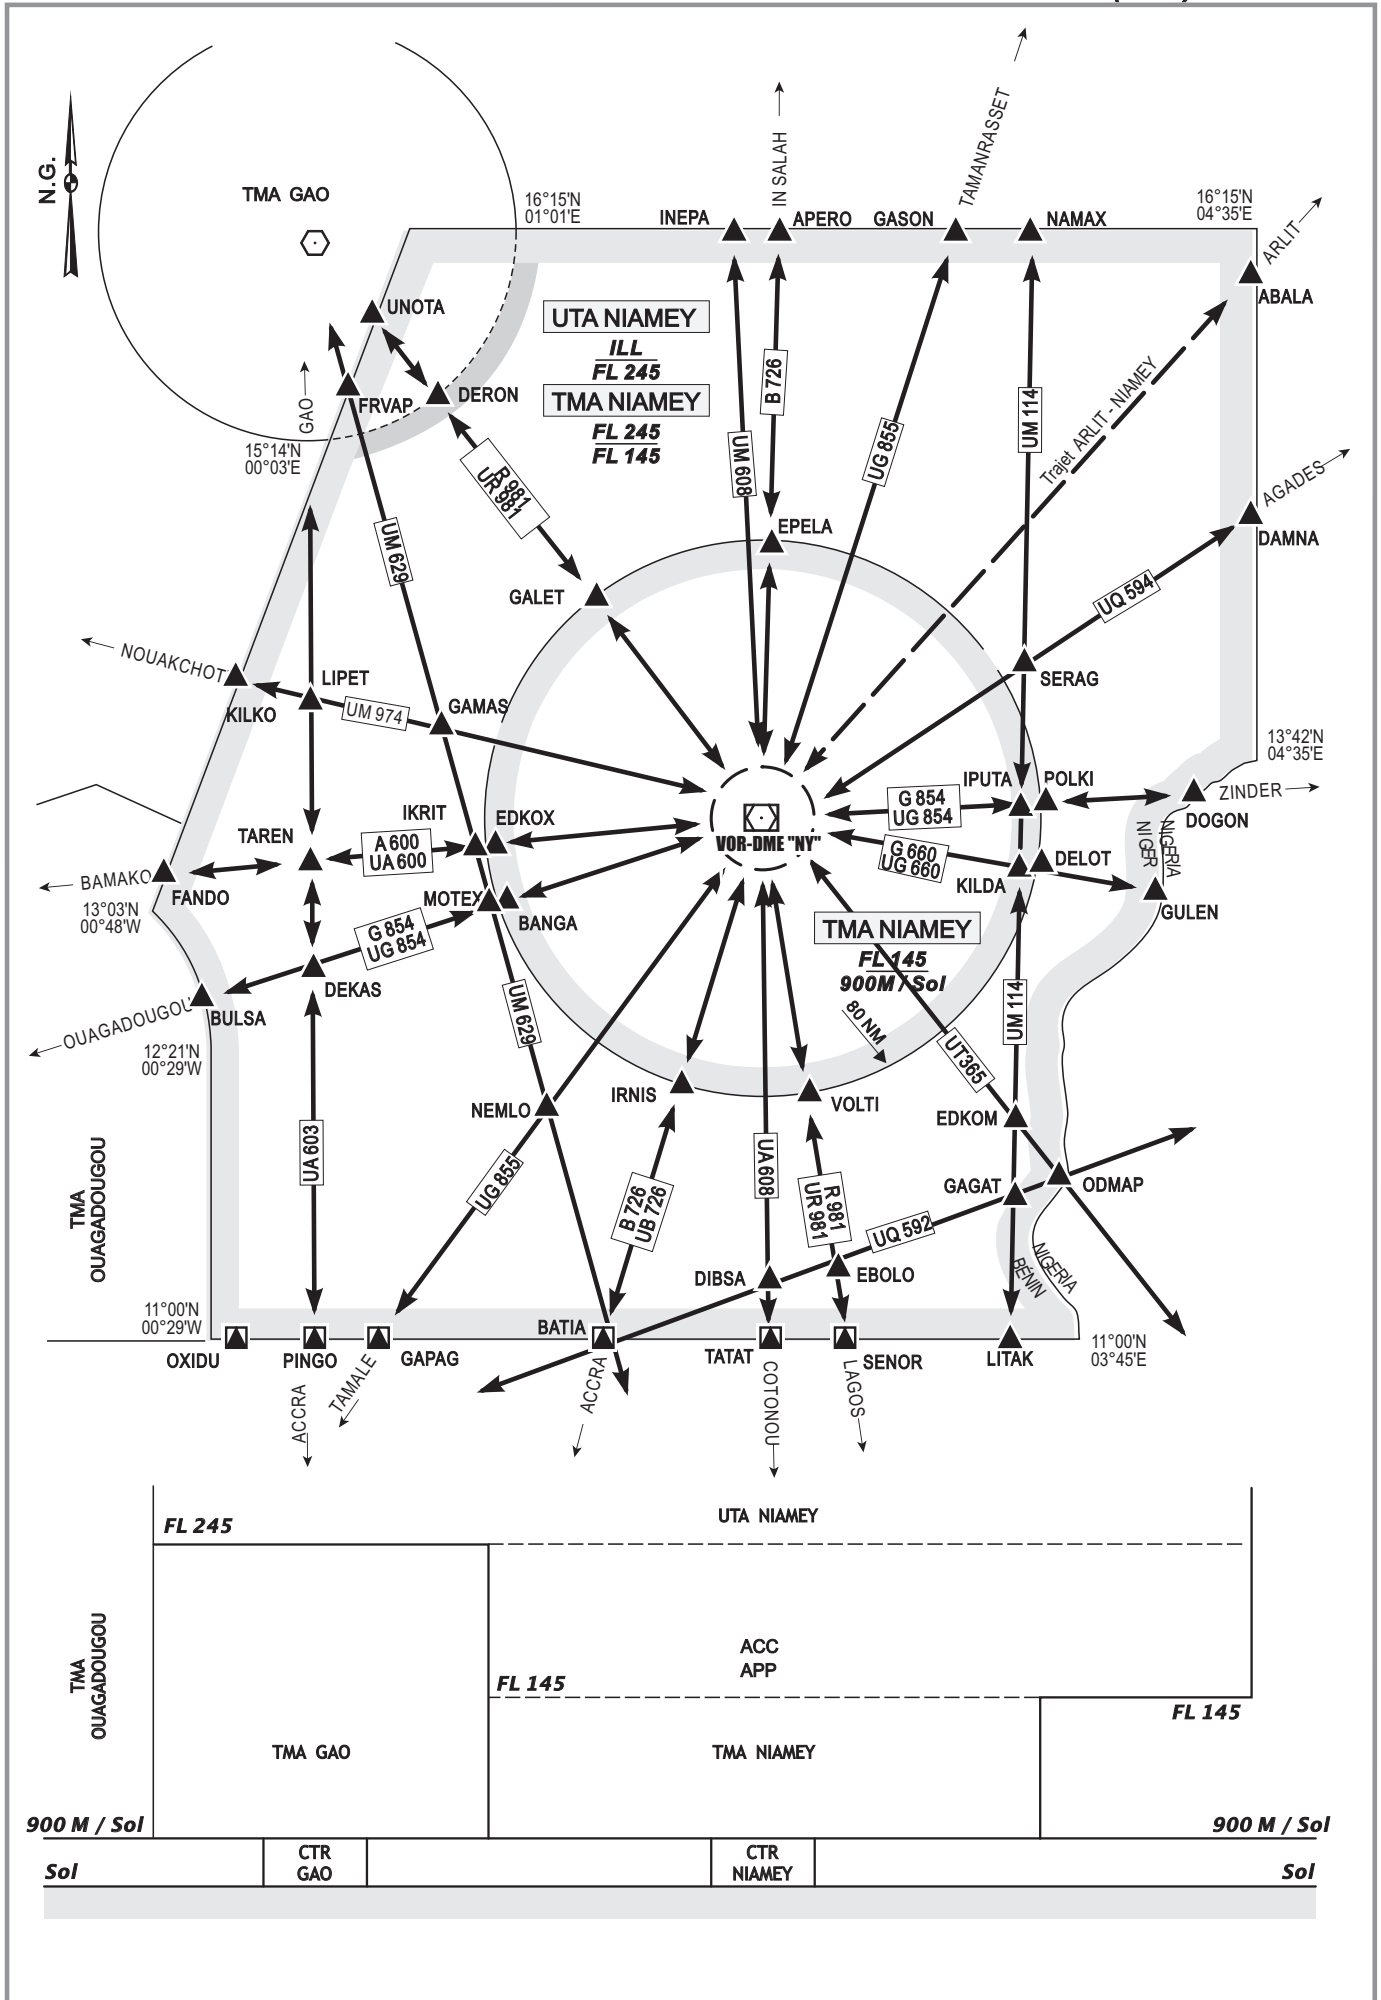 N.G.
TMA GAO
IN SALAH
TAMANRASSET
16°15'N
01°01'E
INEPA
APERO
GASON
NAMAX
16°15'N
04°35'E
ARLIT
ABALA
UNOTA
UTA NIAMEY
ILL
FL 245
TMA NIAMEY
FL 245
FL 145
B 726
GAO
FRVAP
DERON
15°14'N
00°03'E
R 981
UR 981
UM 608
UG 855
UM 114
Trajet ARLIT - NIAMEY
AGADES
DAMNA
UM 629
EPELA
GALET
UQ 594
NOUAKCHOT
KILKO
LIPET
UM 974
GAMAS
SERAG
13°42'N
04°35'E
IKRIT
EDKOX
IPUTA
POLKI
G 854
UG 854
ZINDER
DOGON
TAREN
A 600
UA 600
VOR-DME "NY"
G 660
UG 660
DELOT
KILDA
NIGER
NIGERIA
BAMAKO
FANDO
13°03'N
00°48'W
MOTEX
BANGA
GULEN
G 854
UG 854
TMA NIAMEY
FL 145
900M / Sol
80 NM
DEKAS
BULSA
OUAGADOUGOU
12°21'N
00°29'W
UM 629
UM 114
UT365
NEMLO
IRNIS
VOLTI
EDKOM
TMA
OUAGADOUGOU
UA 603
UG 855
B 726
UB 726
UA 608
R 981
UR 981
UQ 592
GAGAT
ODMAP
DIBSA
EBOLO
BÉNIN
NIGERIA
11°00'N
00°29'W
OXIDU
PINGO
GAPAG
BATIA
TATAT
SENOR
LITAK
11°00'N
03°45'E
ACCRA
TAMALE
ACCRA
COTONOU
LAGOS
FL 245
UTA NIAMEY
TMA
OUAGADOUGOU
ACC
APP
FL 145
FL 145
TMA GAO
TMA NIAMEY
900 M / Sol
900 M / Sol
CTR
GAO
CTR
NIAMEY
Sol
Sol